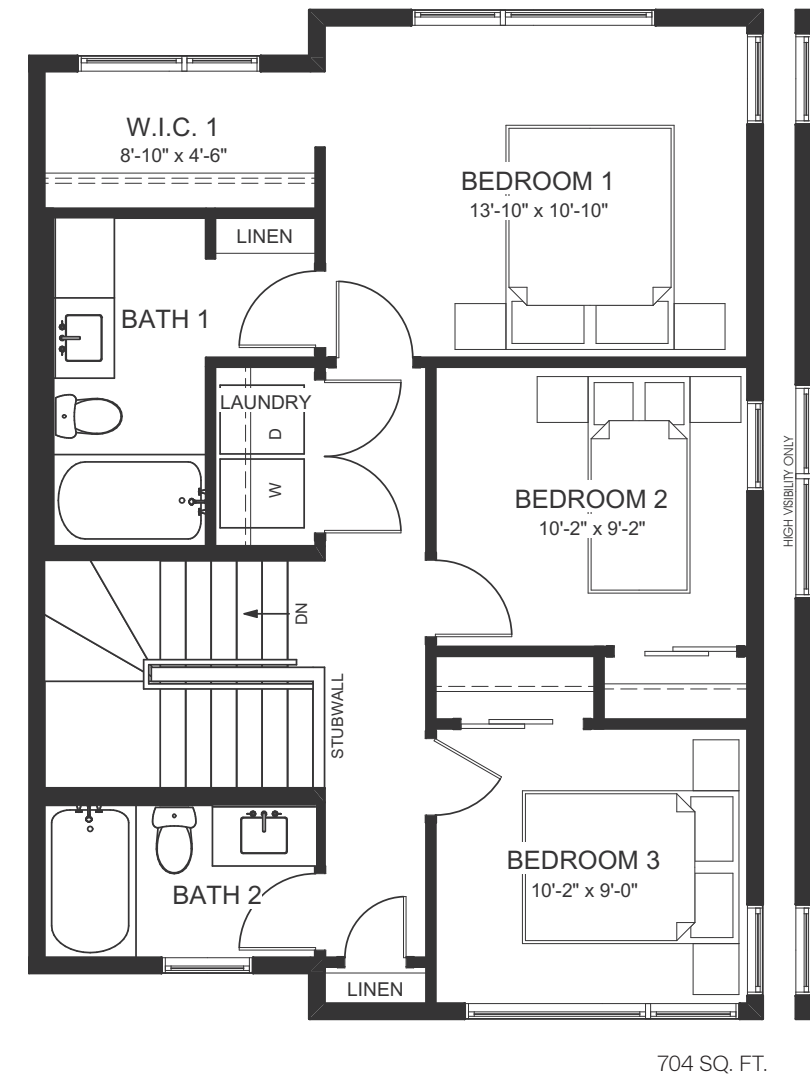 W.I.C. 1
8'-10" x 4'-6"
BEDROOM 1
13'-10" x 10'-10"
LINEN
BATH 1
LAUNDRY
D
W
BEDROOM 2
10'-2" x 9'-2"
HIGH VISIBILITY ONLY
DN
STUBWALL
BEDROOM 3
10'-2" x 9'-0"
BATH 2
LINEN
704 SQ. FT.